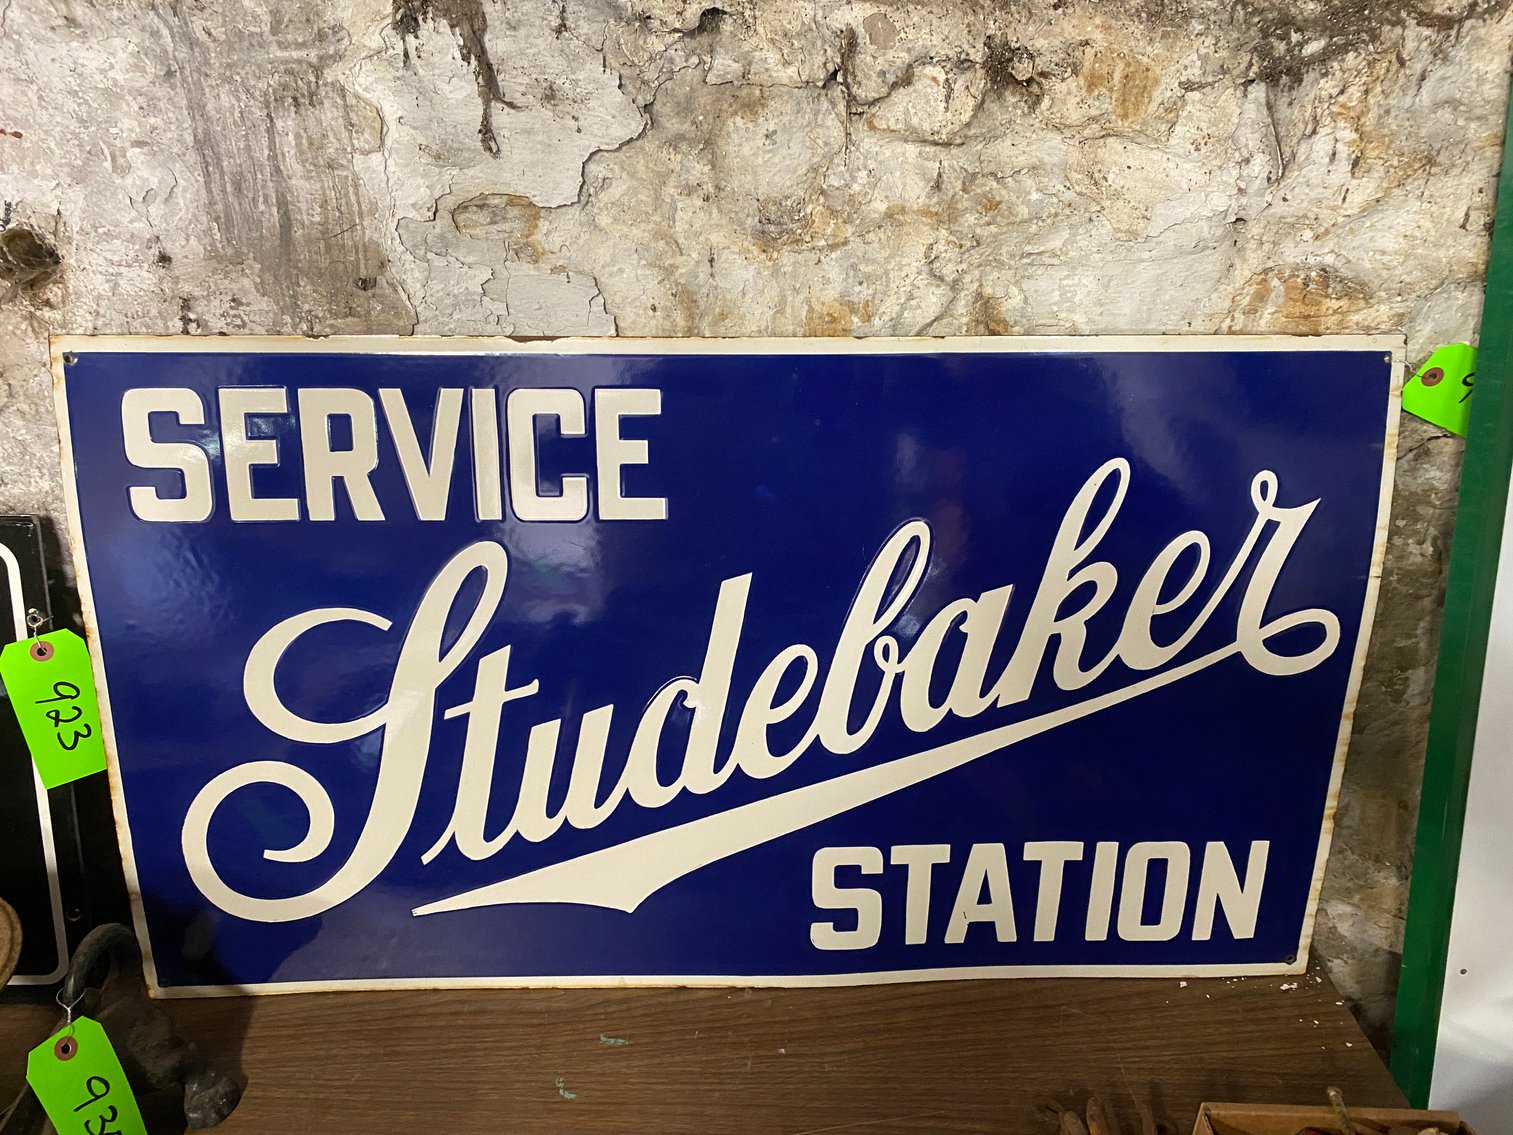 SERVICE
Studebaker
STATION
923